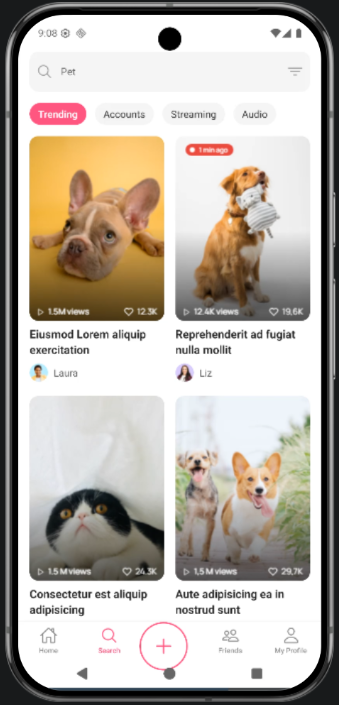 9:08
Pet
Trending Accounts Streaming Audio
1 min ago
1.5M views 12.3K
12.4K views 19,6K
Eiusmod Lorem aliquip
exercitation
Laura
Reprehenderit ad fugiat
nulla mollit
Liz
1.5 M views 24.3K
1,5 M views 29,7K
Consectetur est aliquip
adipisicing
Aute adipisicing ea in
nostrud sunt
Home Search Friends My Profile